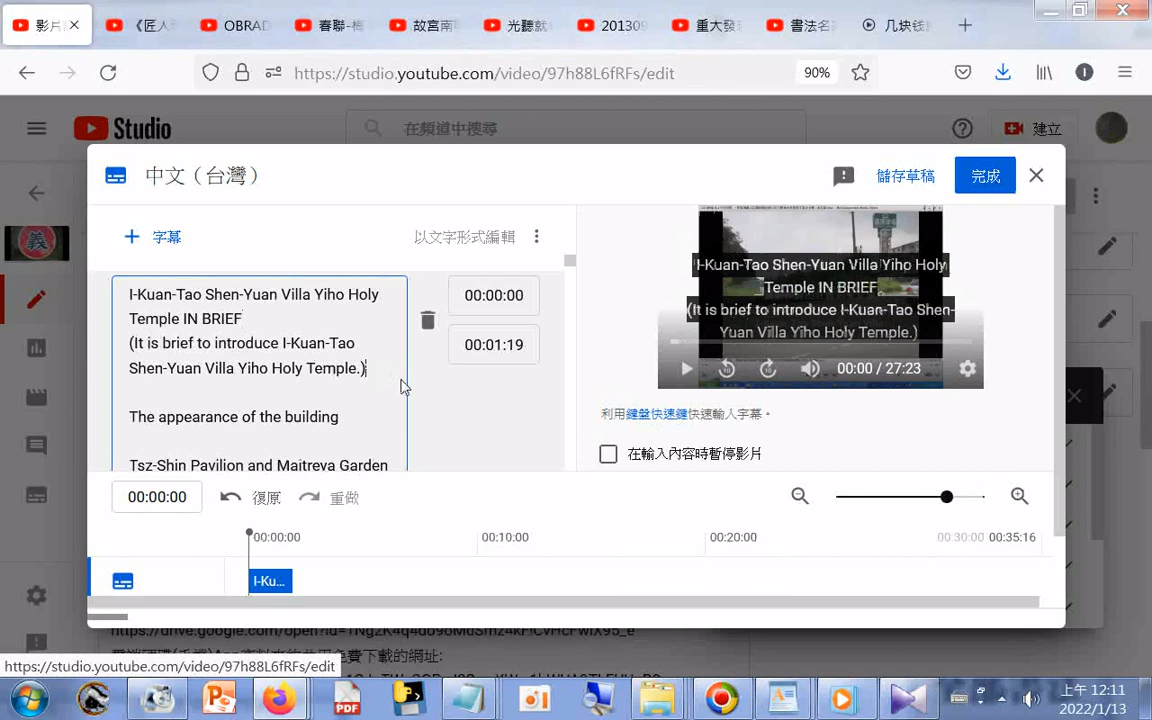 影片
《匠人
OBRAD
春聯-梅
故宮南
光聽就
201309
重大發
書法名
几块钱
https://studio.youtube.com/video/97h88L6fRFs/edit
90%
Studio
在頻道中搜尋
建立
中文（台灣）
儲存草稿
完成
字幕
以文字形式編輯
I-Kuan-Tao Shen-Yuan Villa Yiho Holy
Temple IN BRIEF
(It is brief to introduce I-Kuan-Tao
Shen-Yuan Villa Yiho Holy Temple.)
The appearance of the building
Tsz-Shin Pavilion and Maitreya Garden
00:00:00
00:01:19
I-Kuan-Tao Shen-Yuan Villa Yiho Holy
Temple IN BRIEF
(It is brief to introduce I-Kuan-Tao Shen-
Yuan Villa Yiho Holy Temple.)
00:00 / 27:23
利用鍵盤快速鍵快速輸入字幕。
在輸入內容時暫停影片
00:00:00
復原
重做
00:00:00
00:10:00
00:20:00
00:30:00
00:35:16
I-Ku...
https://studio.youtube.com/video/97h88L6fRFs/edit
上午 12:11
2022/1/13